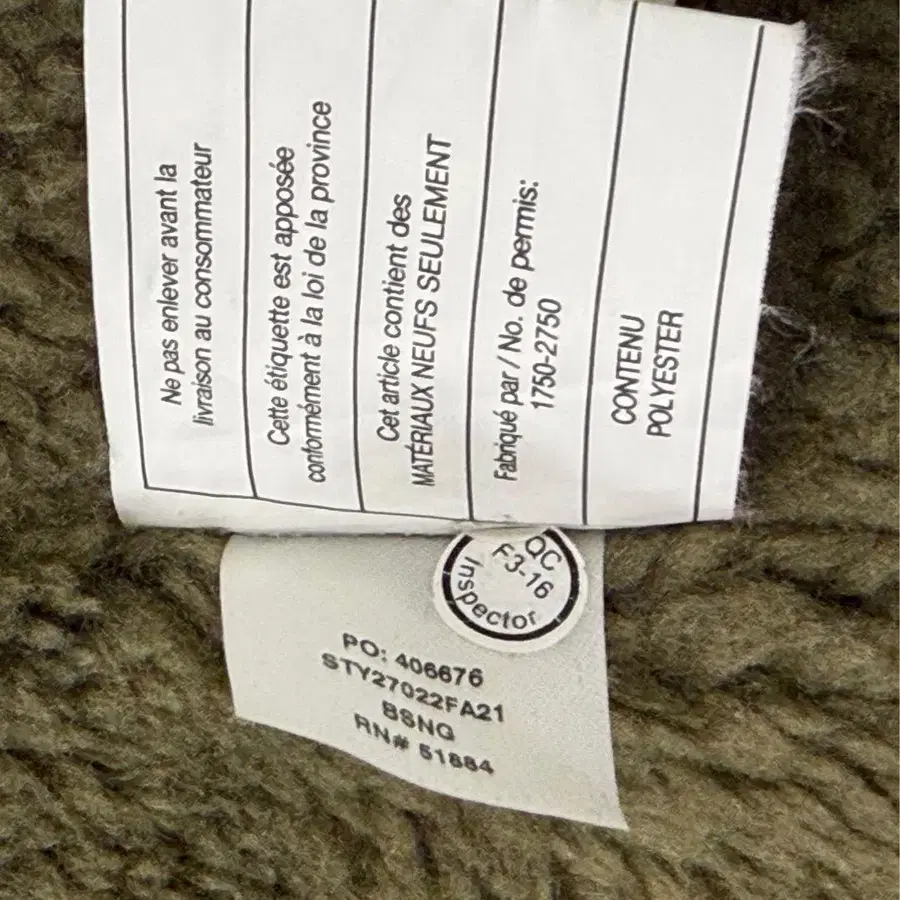 Ne pas enlever avant la
livraison au consommateur
Cette étiquette est apposée
conformément à la loi de la province
Cet article contient des
MATÉRIAUX NEUFS SEULEMENT
Fabriqué par / No. de permis:
1750-2750
CONTENU
POLYESTER
QC
F3-16
Inspector
PO: 406676
STY27022FA21
BSNG
RN# 51884